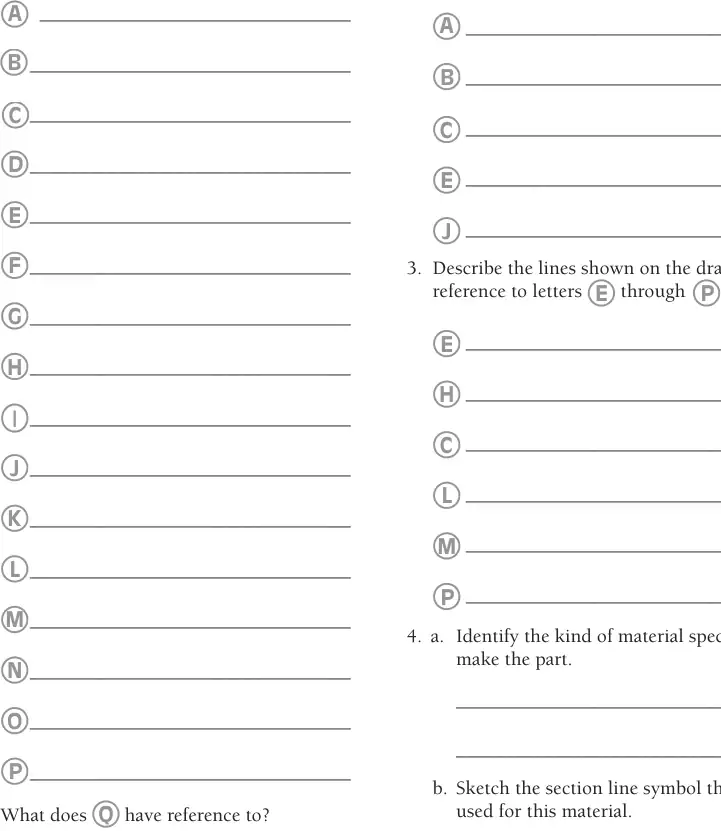 A
B
C
D
E
F
G
H
I
J
K
L
M
N
O
P
What does Q have reference to?
A
B
C
E
J
3. Describe the lines shown on the dra
reference to letters E through P
E
H
C
L
M
P
4. a. Identify the kind of material spec
make the part.
b. Sketch the section line symbol th
used for this material.